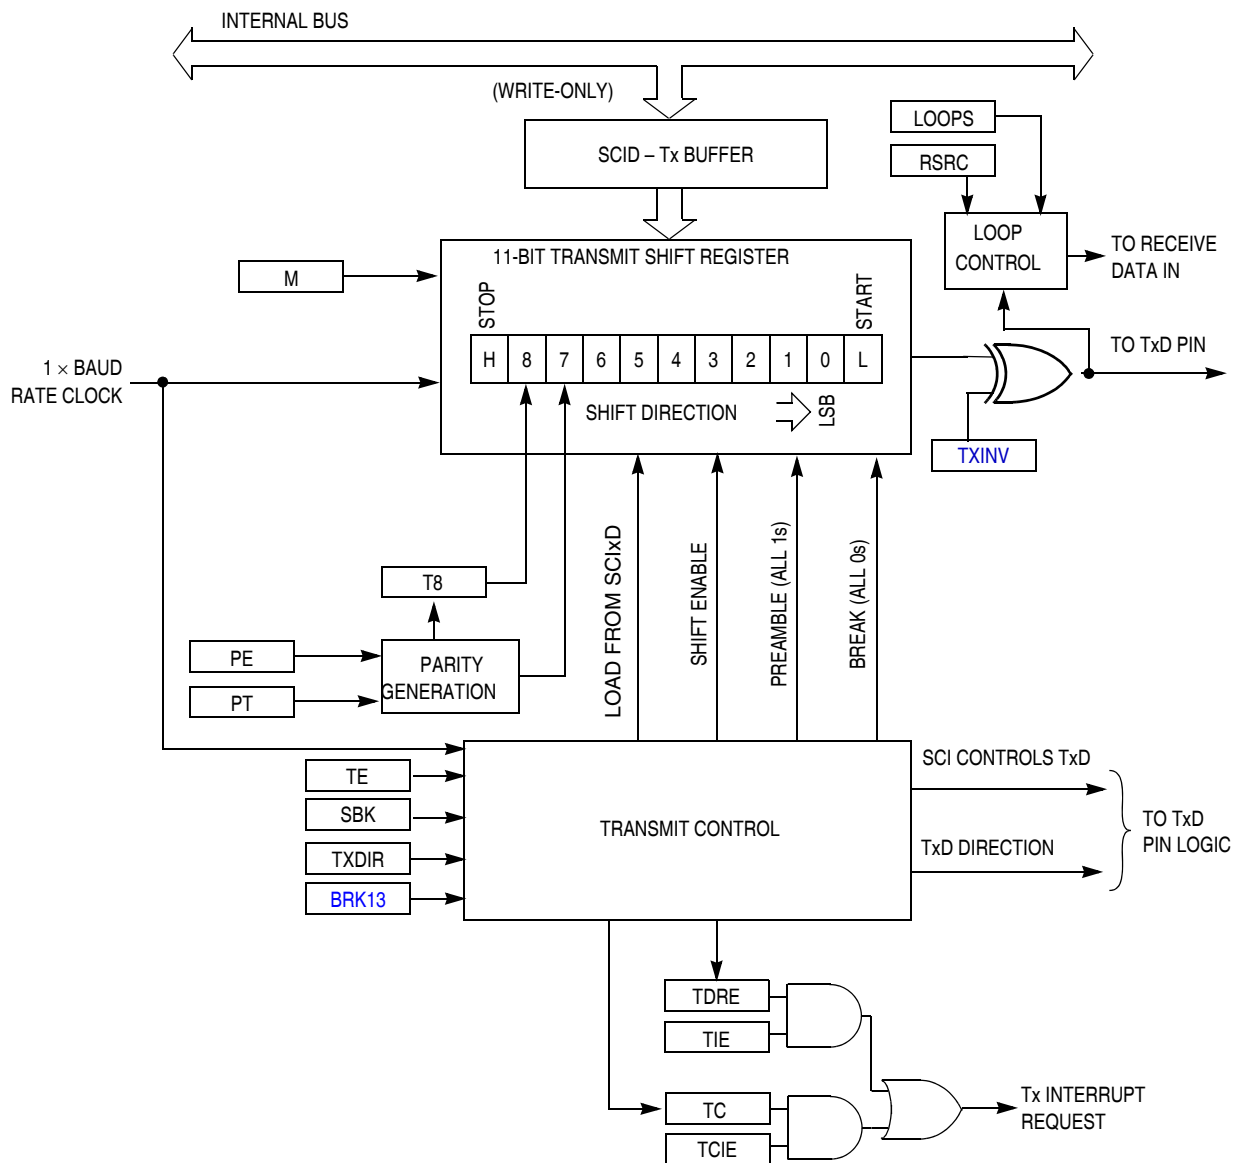 INTERNAL BUS
(WRITE-ONLY)
SCID – Tx BUFFER
LOOPS
RSRC
LOOP
CONTROL
TO RECEIVE
DATA IN
11-BIT TRANSMIT SHIFT REGISTER
M
STOP
START
H 8 7 6 5 4 3 2 1 0 L
1 × BAUD
RATE CLOCK
SHIFT DIRECTION
LSB
TO TxD PIN
TXINV
LOAD FROM SCIxD
SHIFT ENABLE
PREAMBLE (ALL 1s)
BREAK (ALL 0s)
T8
PE
PT
PARITY
GENERATION
TE
SBK
TXDIR
BRK13
TRANSMIT CONTROL
SCI CONTROLS TxD
TxD DIRECTION
TO TxD
PIN LOGIC
TDRE
TIE
TC
TCIE
Tx INTERRUPT
REQUEST